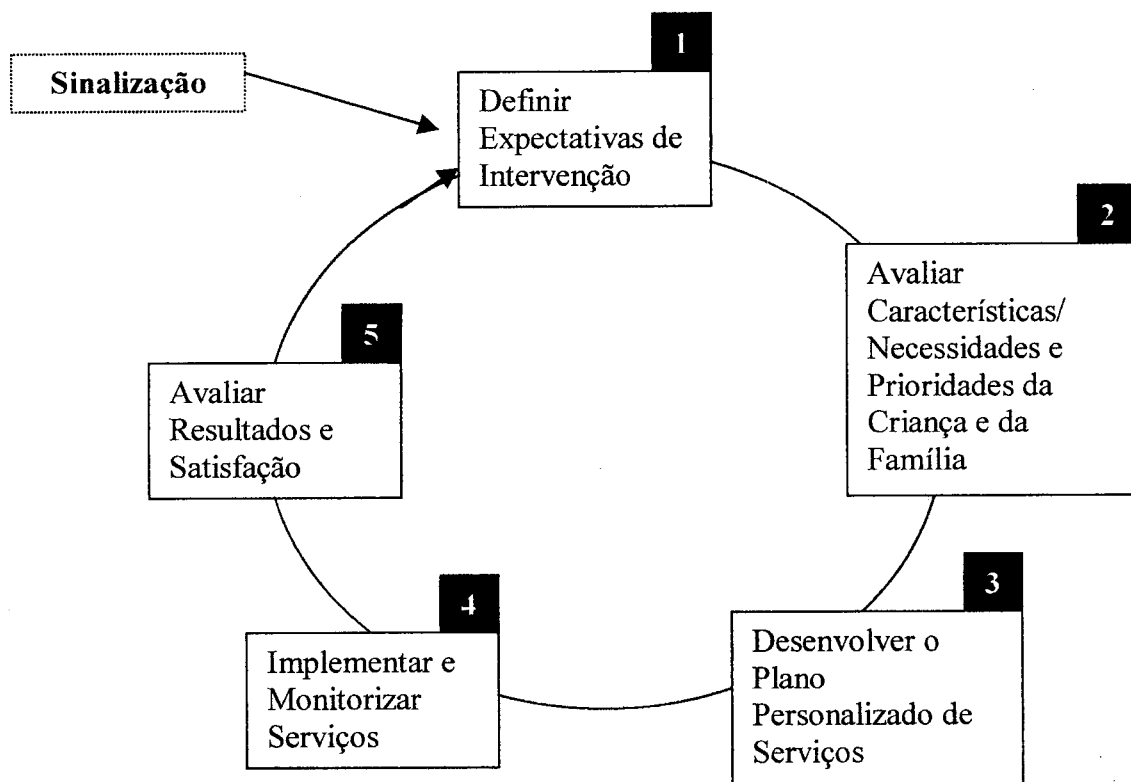 Sinalização
1
Definir
Expectativas de
Intervenção
2
Avaliar
Características/
Necessidades e
Prioridades da
Criança e da
Família
3
Desenvolver o
Plano
Personalizado de
Serviços
4
Implementar e
Monitorizar
Serviços
5
Avaliar
Resultados e
Satisfação